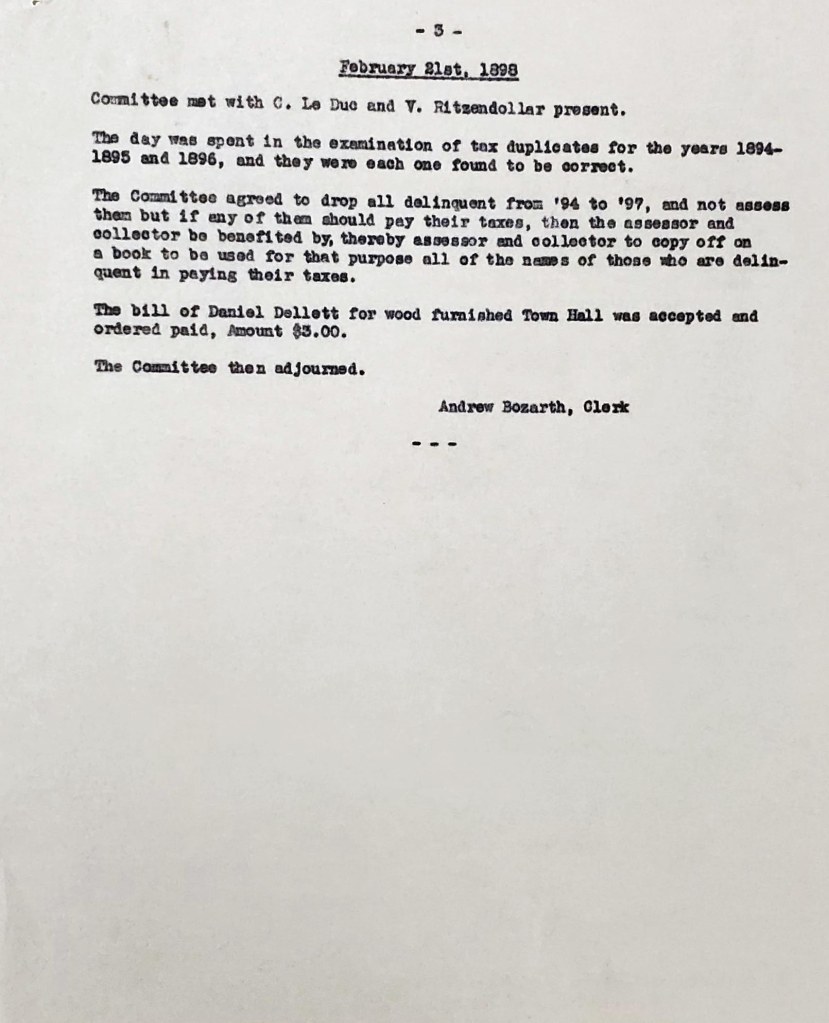 - 3 -
February 21st, 1898
Committee met with C. Le Duc and V. Ritzendollar present.
The day was spent in the examination of tax duplicates for the years 1894-
1895 and 1896, and they were each one found to be correct.
The Committee agreed to drop all delinquent from '94 to '97, and not assess
them but if any of them should pay their taxes, then the assessor and
collector be benefited by, thereby assessor and collector to copy off on
a book to be used for that purpose all of the names of those who are delin-
quent in paying their taxes.
The bill of Daniel Dellett for wood furnished Town Hall was accepted and
ordered paid, Amount $3.00.
The Committee then adjourned.
Andrew Bozarth, Clerk
- - -